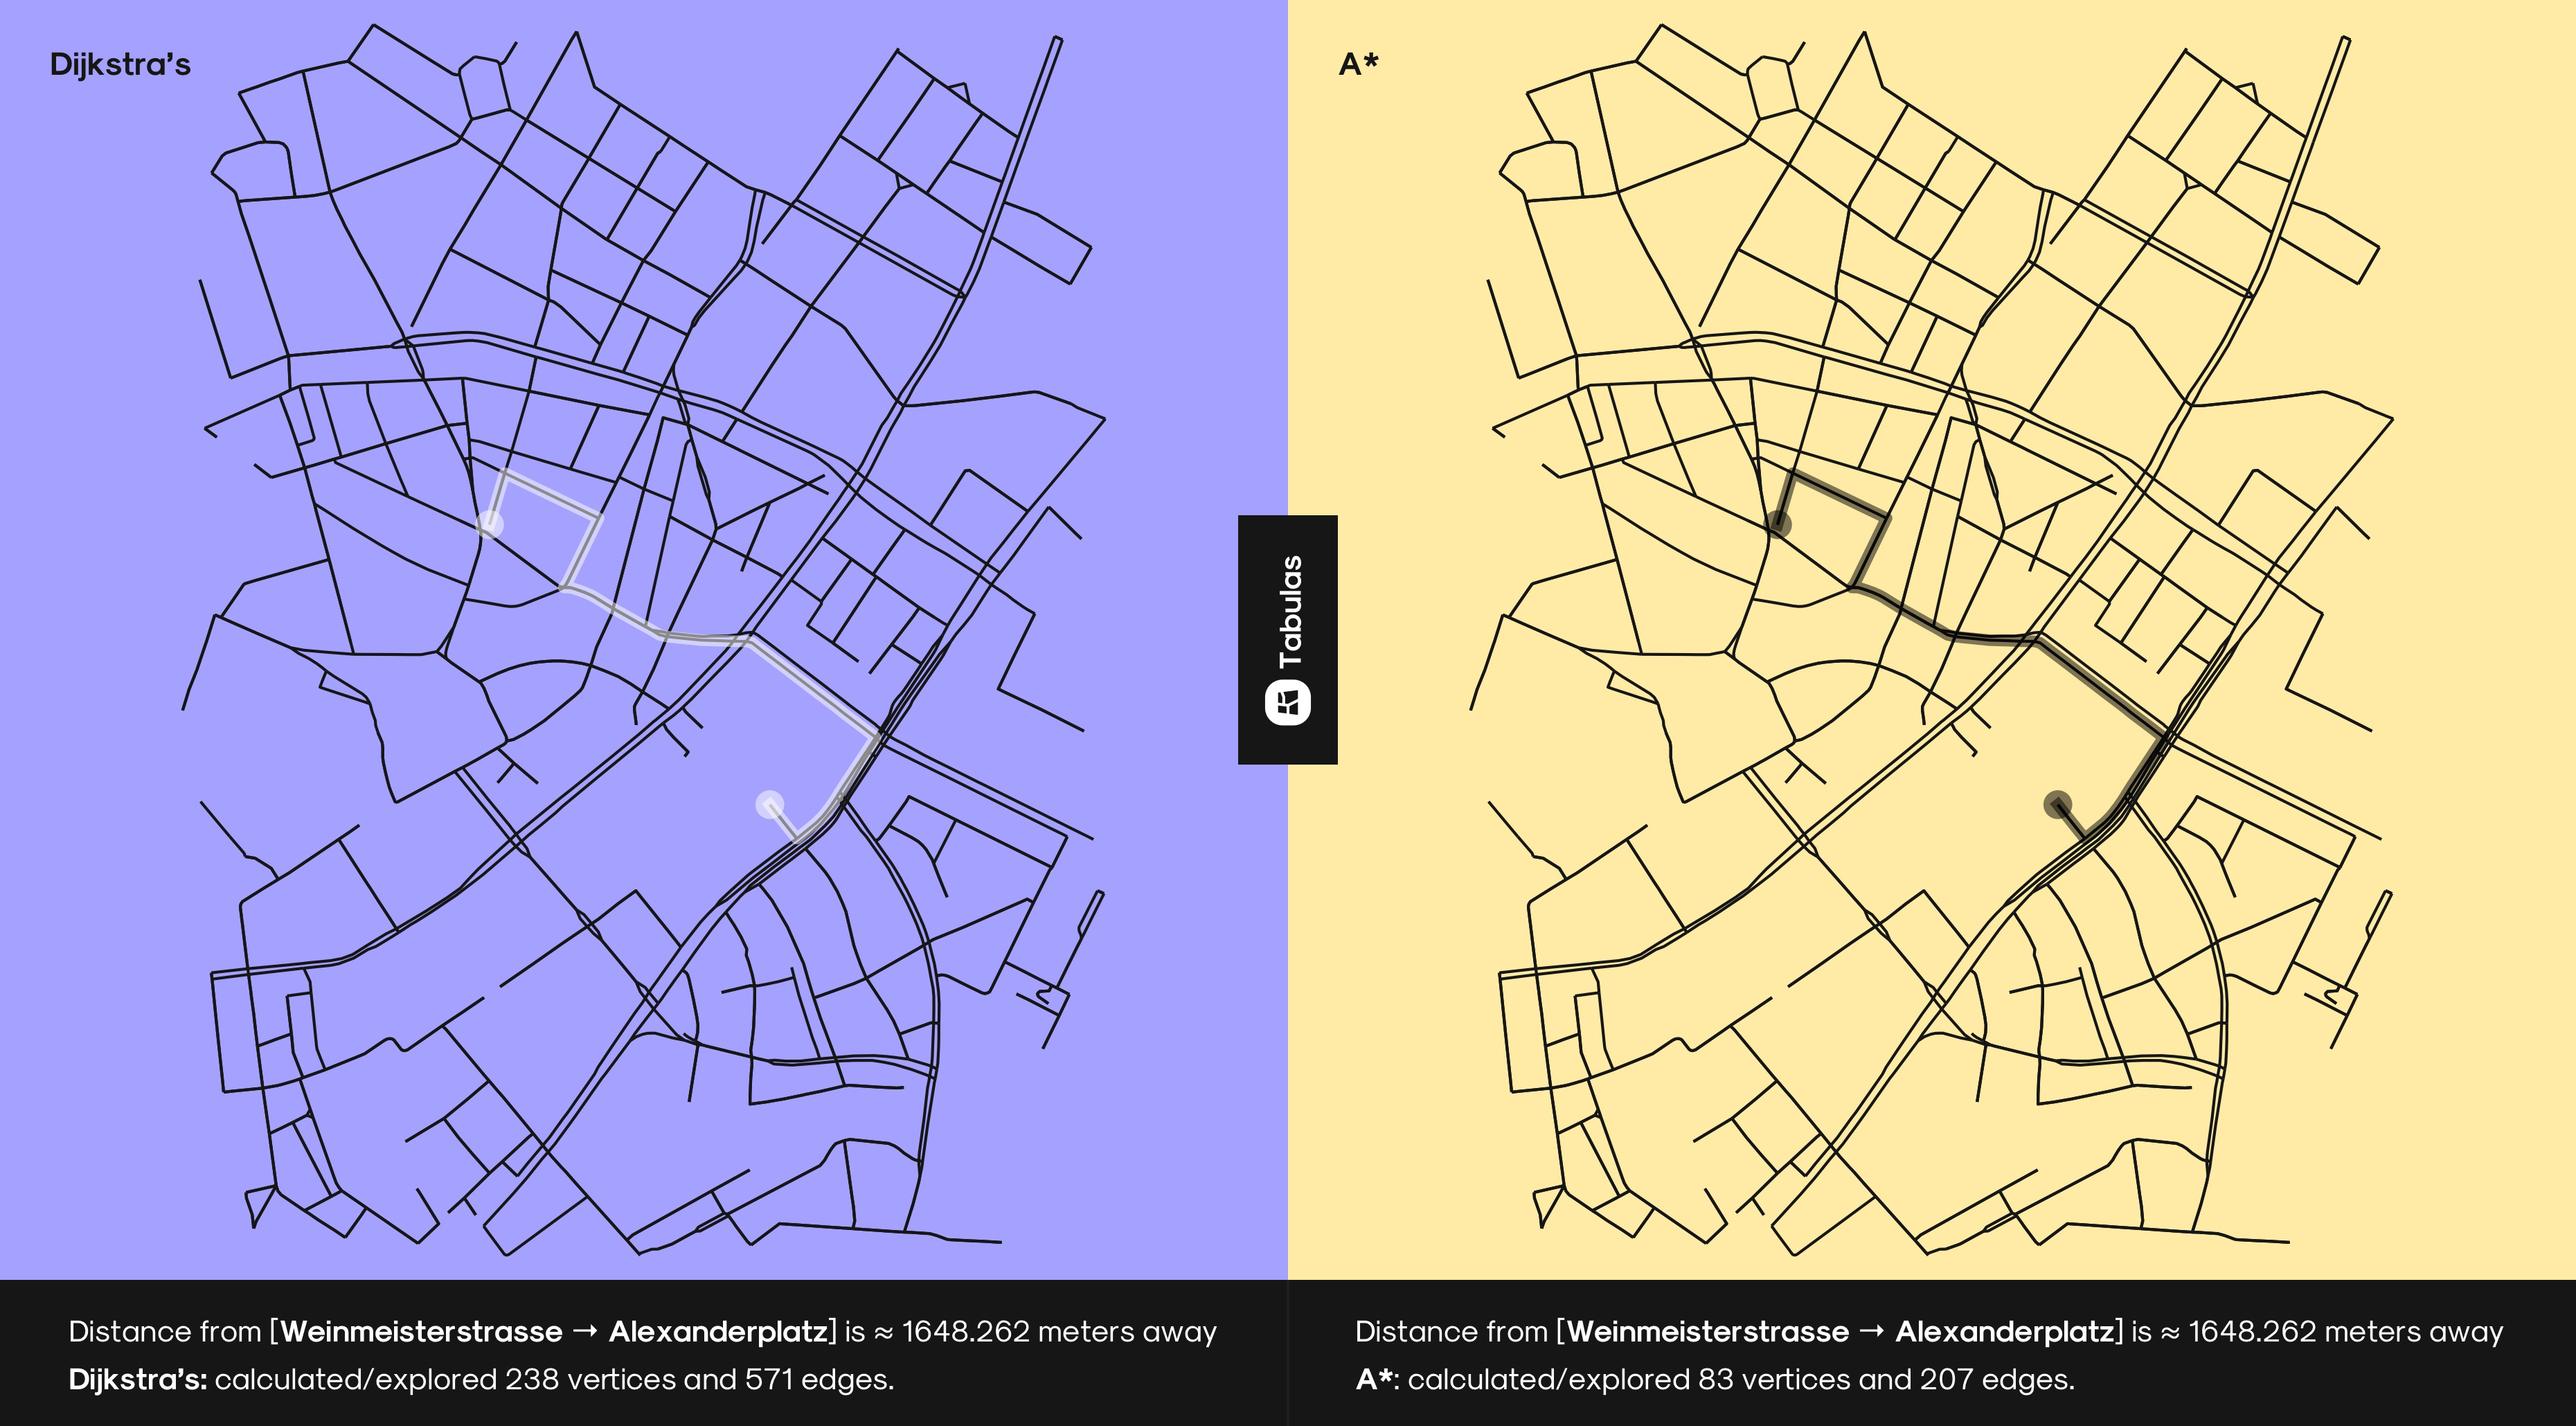 Dijkstra’s
A*
Tabulas
Distance from [Weinmeisterstrasse → Alexanderplatz] is ≈ 1648.262 meters away
Dijkstra’s: calculated/explored 238 vertices and 571 edges.
Distance from [Weinmeisterstrasse → Alexanderplatz] is ≈ 1648.262 meters away
A*: calculated/explored 83 vertices and 207 edges.